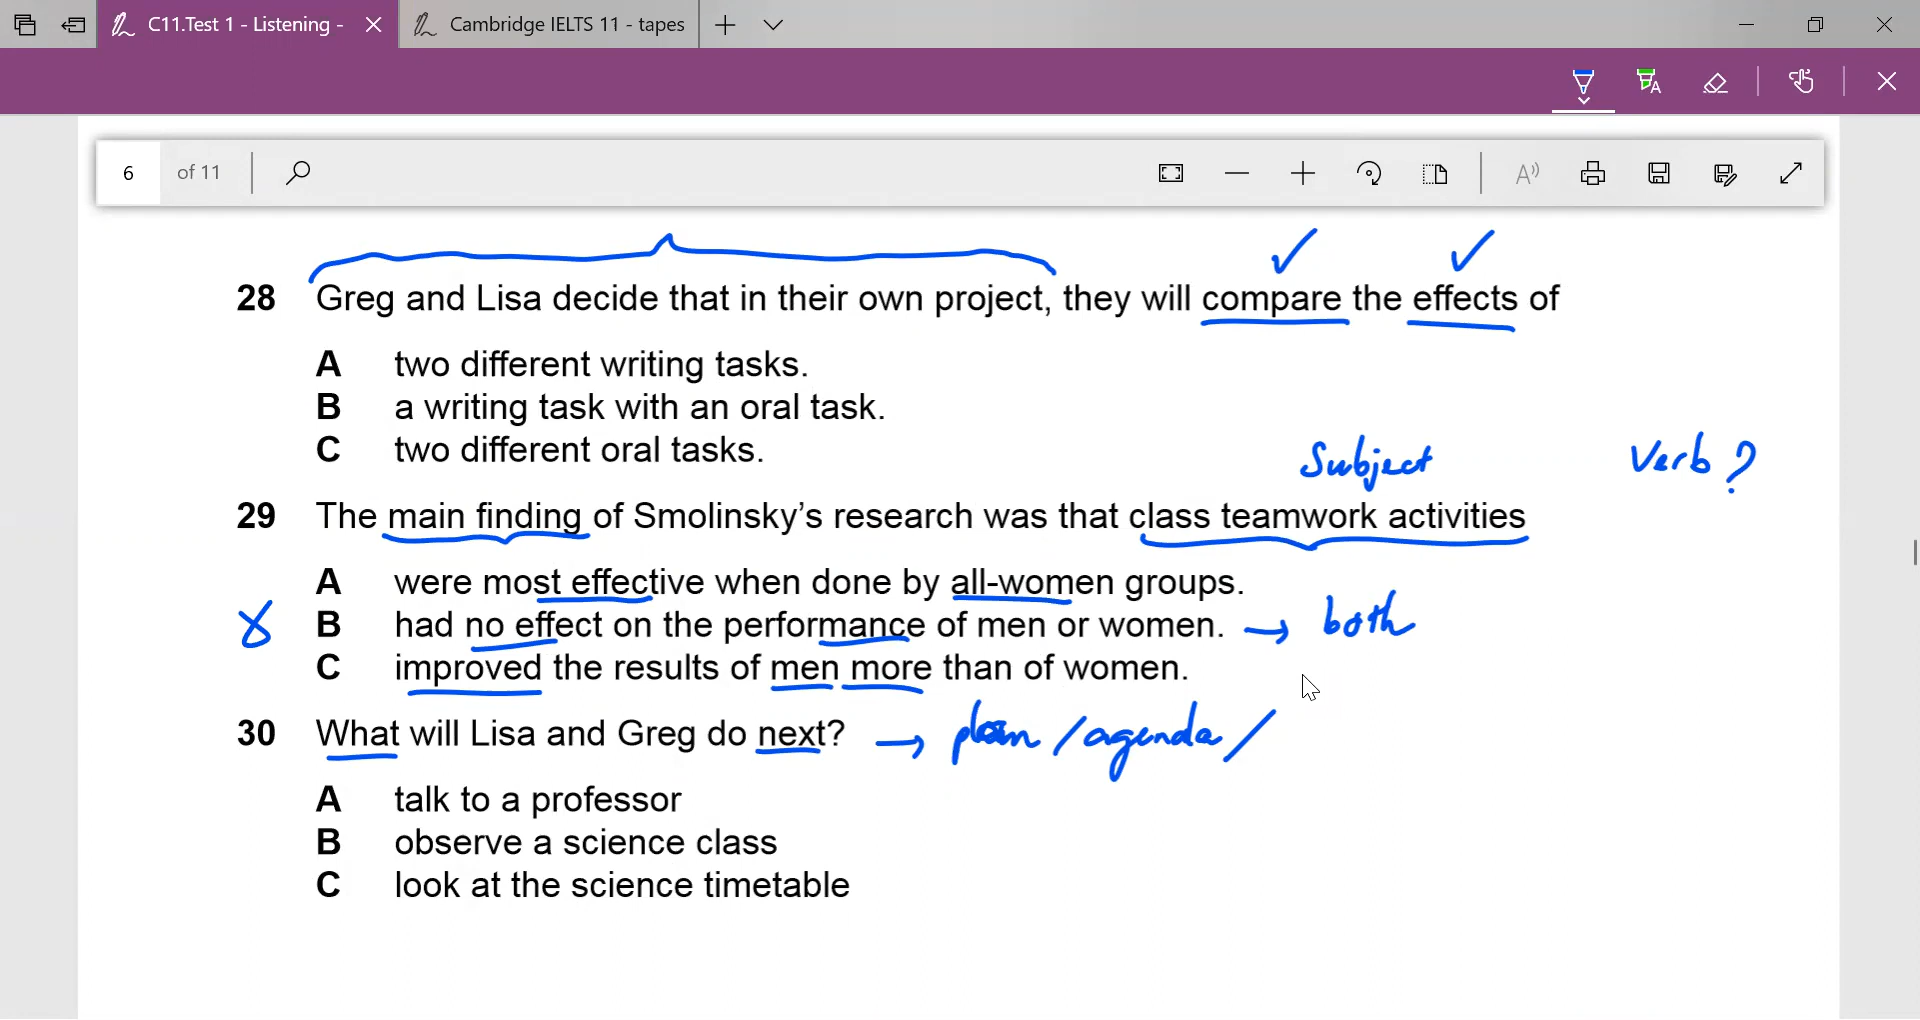 C11.Test 1 - Listening -
Cambridge IELTS 11 - tapes
6 of 11
28 Greg and Lisa decide that in their own project, they will compare the effects of
A two different writing tasks.
B a writing task with an oral task.
C two different oral tasks.
Subject Verb ?
29 The main finding of Smolinsky's research was that class teamwork activities
A were most effective when done by all-women groups.
B had no effect on the performance of men or women. → both
C improved the results of men more than of women.
30 What will Lisa and Greg do next? → plan / agenda /
A talk to a professor
B observe a science class
C look at the science timetable